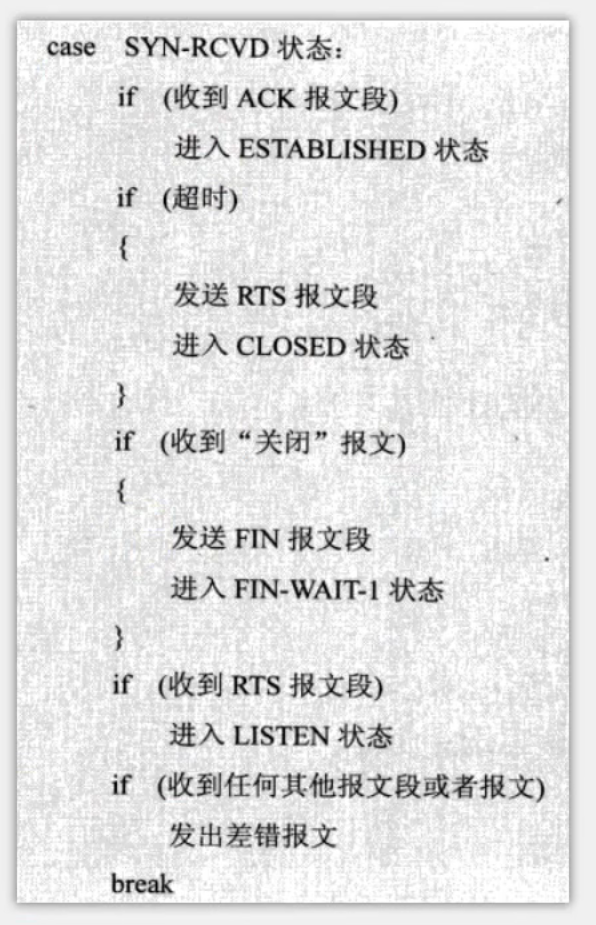 case SYN-RCVD 状态：
if (收到 ACK 报文段)
进入 ESTABLISHED 状态
if (超时)
{
发送 RTS 报文段
进入 CLOSED 状态
}
if (收到“关闭”报文)
{
发送 FIN 报文段
进入 FIN-WAIT-1 状态
}
if (收到 RTS 报文段)
进入 LISTEN 状态
if (收到任何其他报文段或者报文)
发出差错报文
break